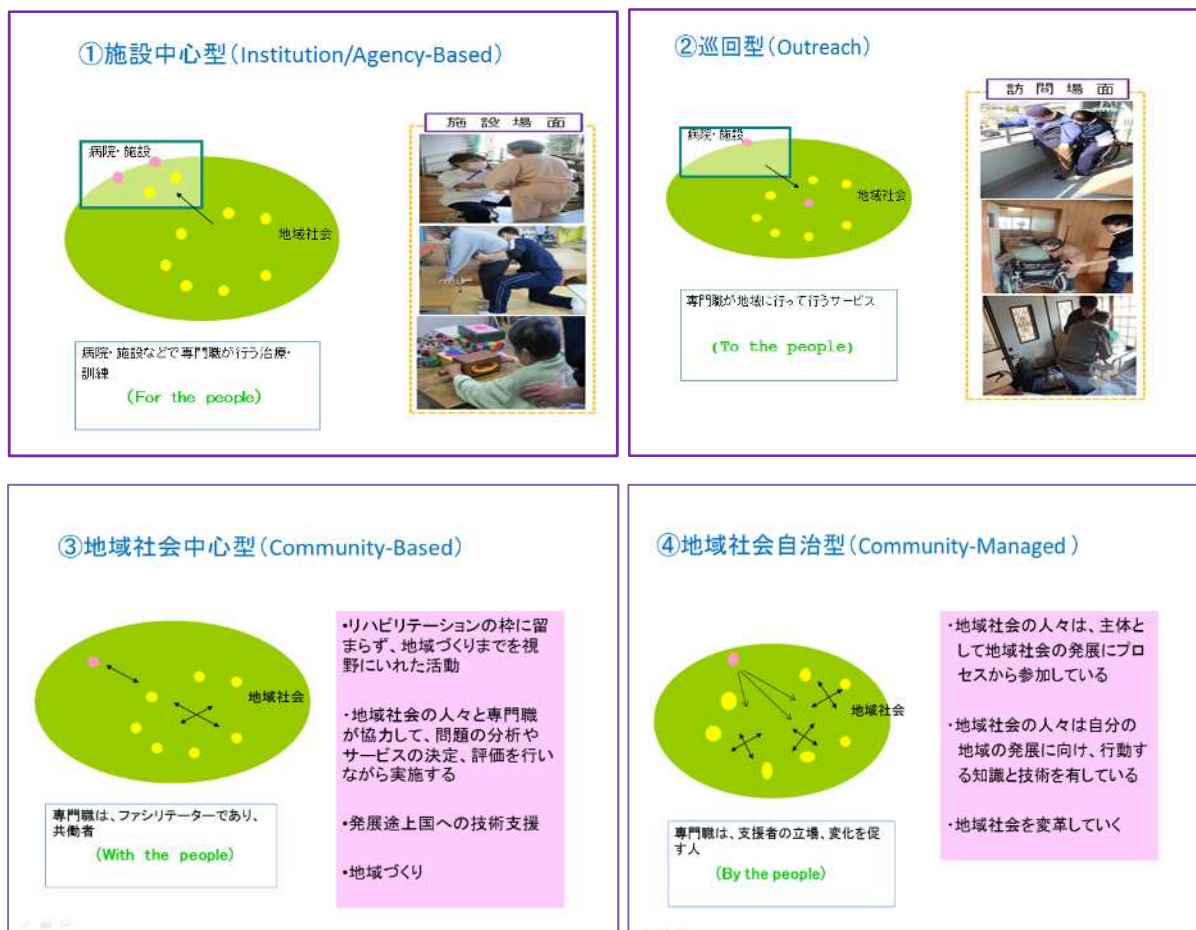 ①施設中心型(Institution/Agency-Based)
病院・施設
地域社会
施設場面
病院・施設などで専門職が行う治療・
訓練
(For the people)
②巡回型(Outreach)
病院・施設
地域社会
訪問場面
専門職が地域に行って行うサービス
(To the people)
③地域社会中心型(Community-Based)
地域社会
専門職は、ファシリテーターであり、
共働者
(With the people)
・リハビリテーションの枠に留
まらず、地域づくりまでを視
野にいれた活動
・地域社会の人々と専門職
が協力して、問題の分析や
サービスの決定、評価を行い
ながら実施する
・発展途上国への技術支援
・地域づくり
④地域社会自治型(Community-Managed )
地域社会
専門職は、支援者の立場、変化を促
す人
(By the people)
・地域社会の人々は、主体と
して地域社会の発展にプロ
セスから参加している
・地域社会の人々は自分の
地域の発展に向け、行動す
る知識と技術を有している
・地域社会を変革していく